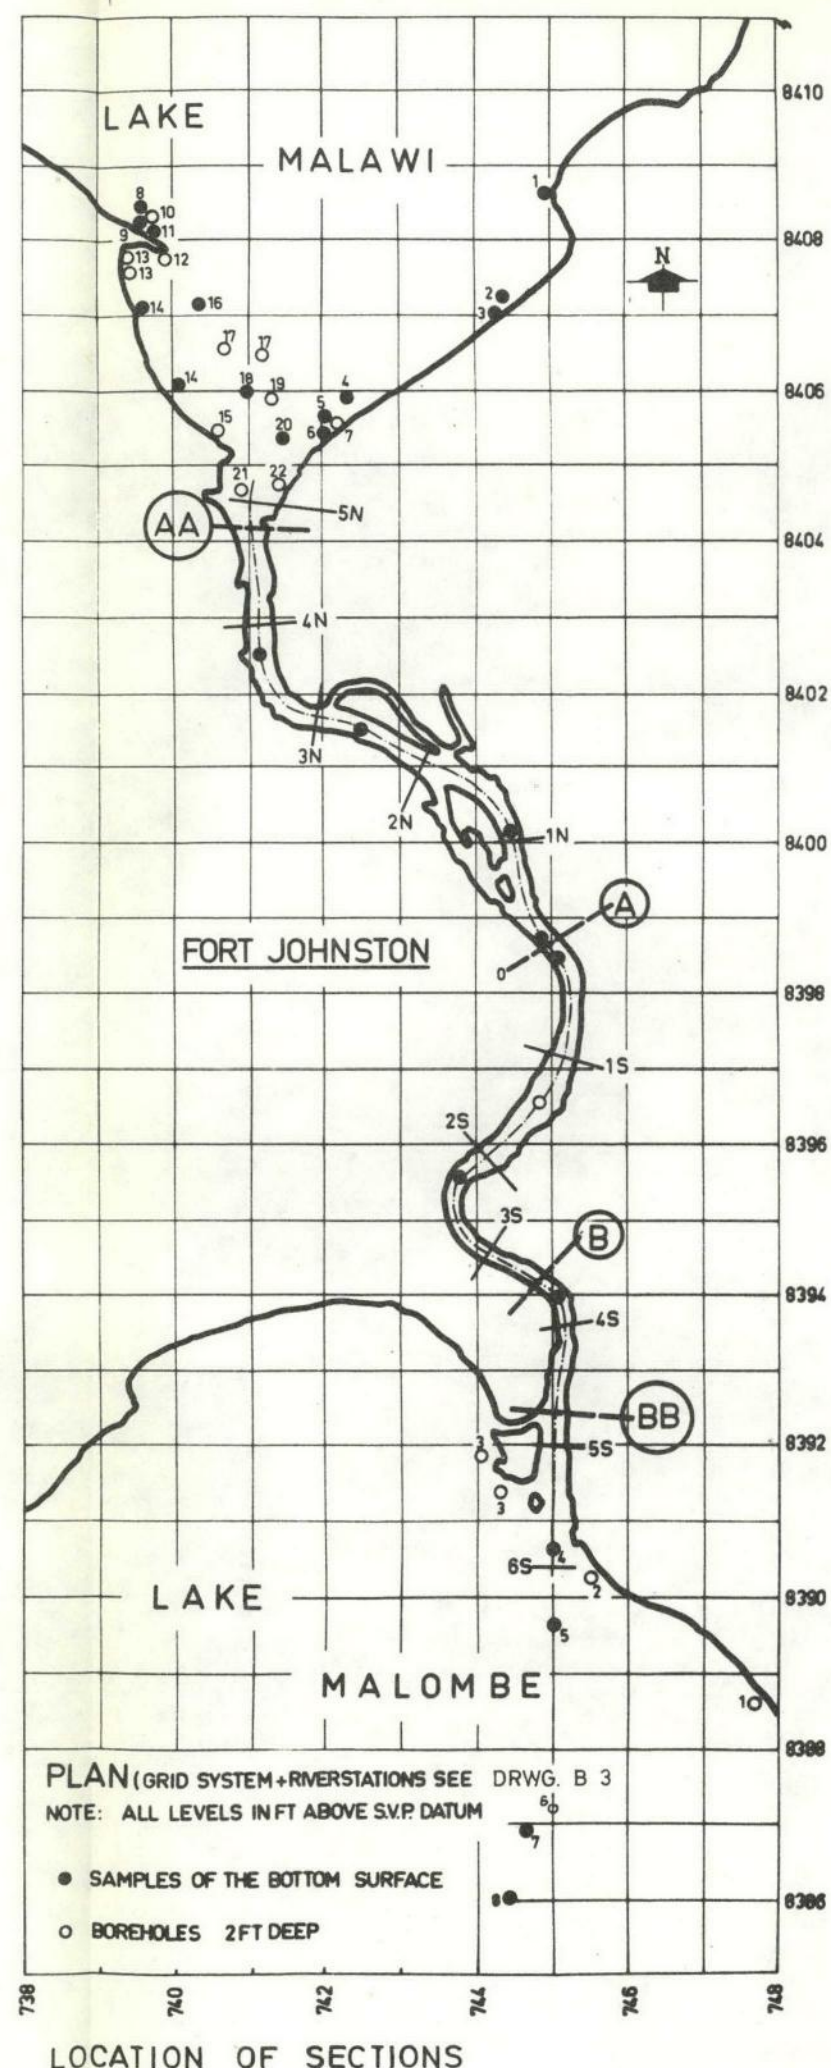 8410
LAKE
MALAWI
8
1
10
11
9
8408
13
12
13
N
2
3
14
16
17
17
14
18
19
4
8406
5
15
20
6
7
21
22
5N
AA
8404
4N
8402
3N
2N
1N
8400
A
FORT JOHNSTON
0
8398
1S
2S
8396
3S
B
8394
4S
BB
3
5S
8392
3
4
6S
2
8390
LAKE
5
MALOMBE
1
8388
PLAN (GRID SYSTEM+RIVERSTATIONS SEE DRWG. B 3
NOTE: ALL LEVELS IN FT ABOVE S.V.P. DATUM
6
7
SAMPLES OF THE BOTTOM SURFACE
8
8386
BOREHOLES 2FT DEEP
738 740 742 744 746 748
LOCATION OF SECTIONS